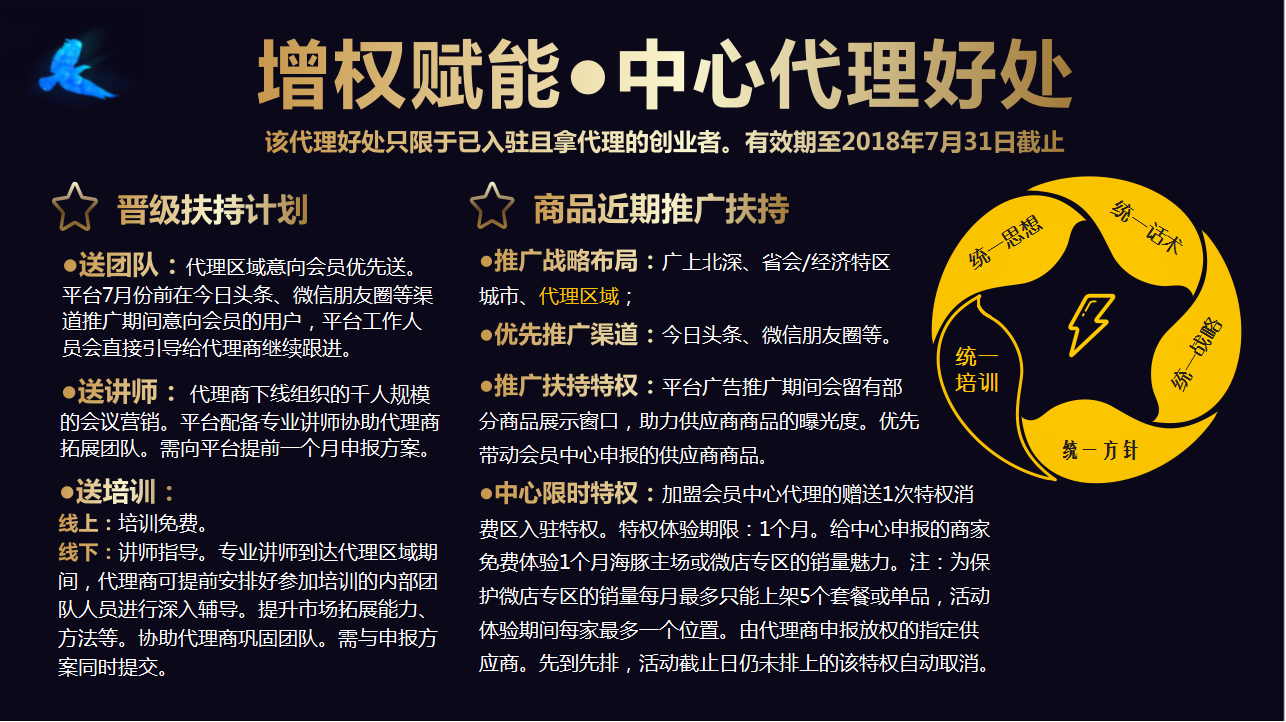 增权赋能●中心代理好处
该代理好处只限于已入驻且拿代理的创业者。有效期至2018年7月31日截止
晋级扶持计划
●送团队：代理区域意向会员优先送。
平台7月份前在今日头条、微信朋友圈等渠
道推广期间意向会员的用户，平台工作人
员会直接引导给代理商继续跟进。
●送讲师： 代理商下线组织的千人规模
的会议营销。平台配备专业讲师协助代理商
拓展团队。需向平台提前一个月申报方案。
●送培训：
线上：培训免费。
线下：讲师指导。专业讲师到达代理区域期
间，代理商可提前安排好参加培训的内部团
队人员进行深入辅导。提升市场拓展能力、
方法等。协助代理商巩固团队。需与申报方
案同时提交。
商品近期推广扶持
●推广战略布局：广上北深、省会/经济特区
城市、代理区域；
●优先推广渠道：今日头条、微信朋友圈等。
●推广扶持特权：平台广告推广期间会留有部
分商品展示窗口，助力供应商商品的曝光度。优先
带动会员中心申报的供应商商品。
●中心限时特权：加盟会员中心代理的赠送1次特权消
费区入驻特权。特权体验期限：1个月。给中心申报的商家
免费体验1个月海豚主场或微店专区的销量魅力。注：为保
护微店专区的销量每月最多只能上架5个套餐或单品，活动
体验期间每家最多一个位置。由代理商申报放权的指定供
应商。先到先排，活动截止日仍未排上的该特权自动取消。
统一思想
统一话术
统一战略
统一方针
统一
培训